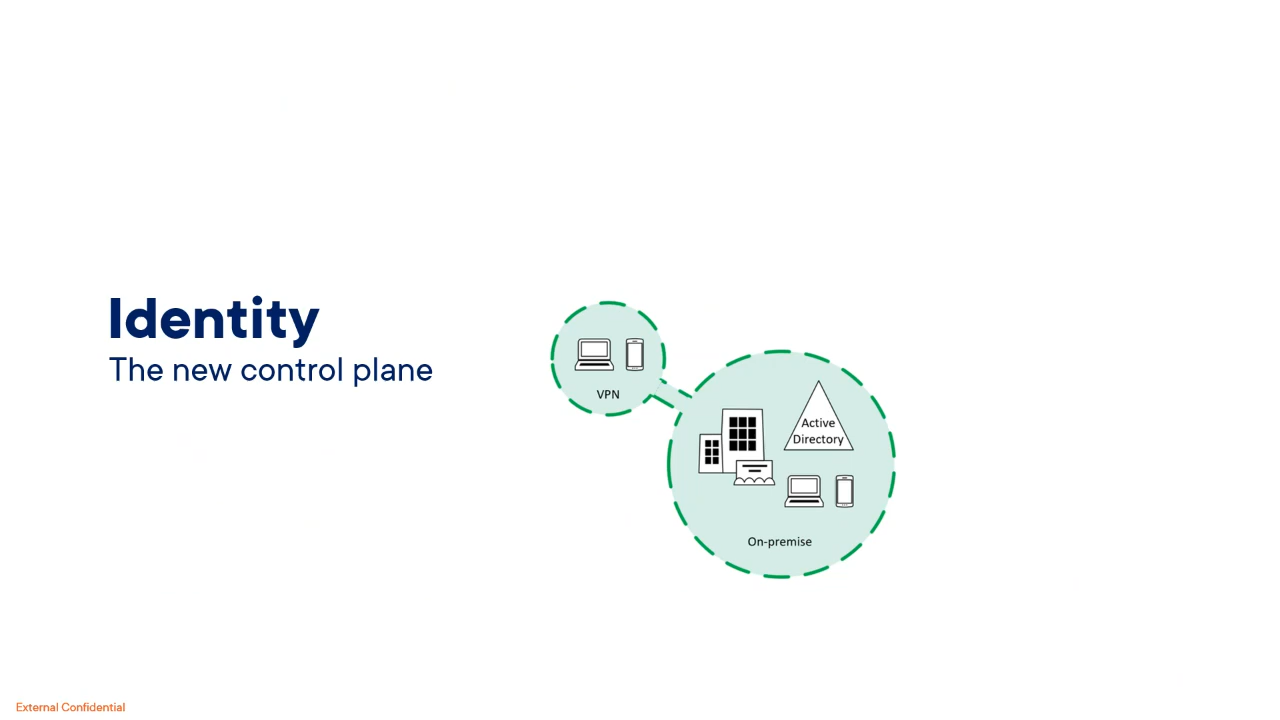 Identity
The new control plane
VPN
Active
Directory
On-premise
External Confidential